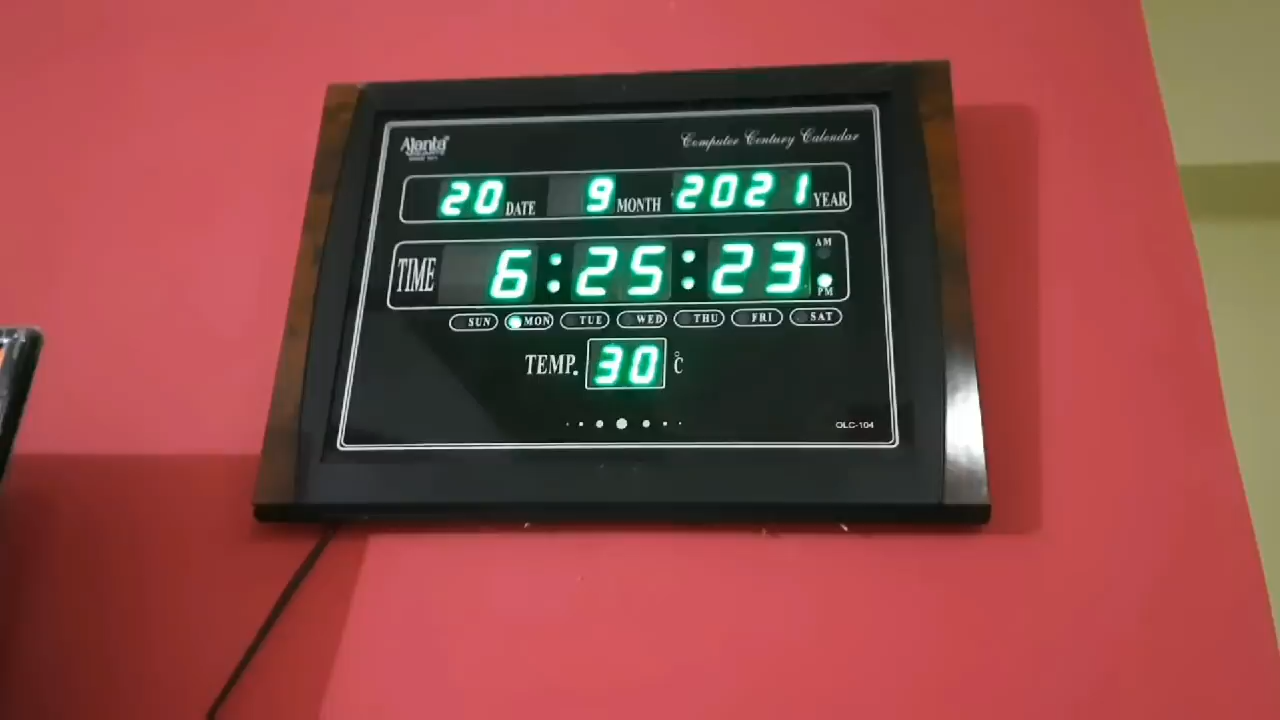 Ajanta
Computer Century Calendar
20 DATE 9 MONTH 2021 YEAR
TIME 6:25:23 AM PM
SUN MON TUE WED THU FRI SAT
TEMP. 30 °C
OLC-104